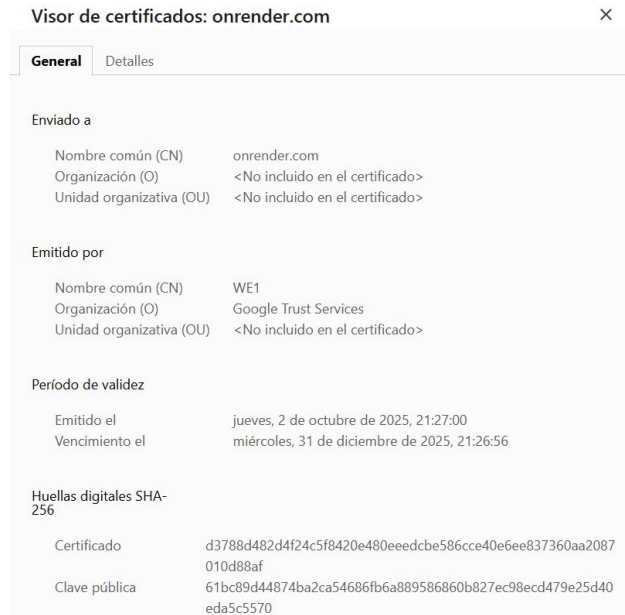 Visor de certificados: onrender.com
General Detalles
Enviado a
Nombre común (CN) onrender.com
Organización (O) <No incluido en el certificado>
Unidad organizativa (OU) <No incluido en el certificado>
Emitido por
Nombre común (CN) WE1
Organización (O) Google Trust Services
Unidad organizativa (OU) <No incluido en el certificado>
Período de validez
Emitido el jueves, 2 de octubre de 2025, 21:27:00
Vencimiento el miércoles, 31 de diciembre de 2025, 21:26:56
Huellas digitales SHA-
256
Certificado d3788d482d4f24c5f8420e480eeedcbe586cce40e6ee837360aa2087
010d88af
Clave pública 61bc89d44874ba2ca54686fb6a889586860b827ec98ecd479e25d40
eda5c5570